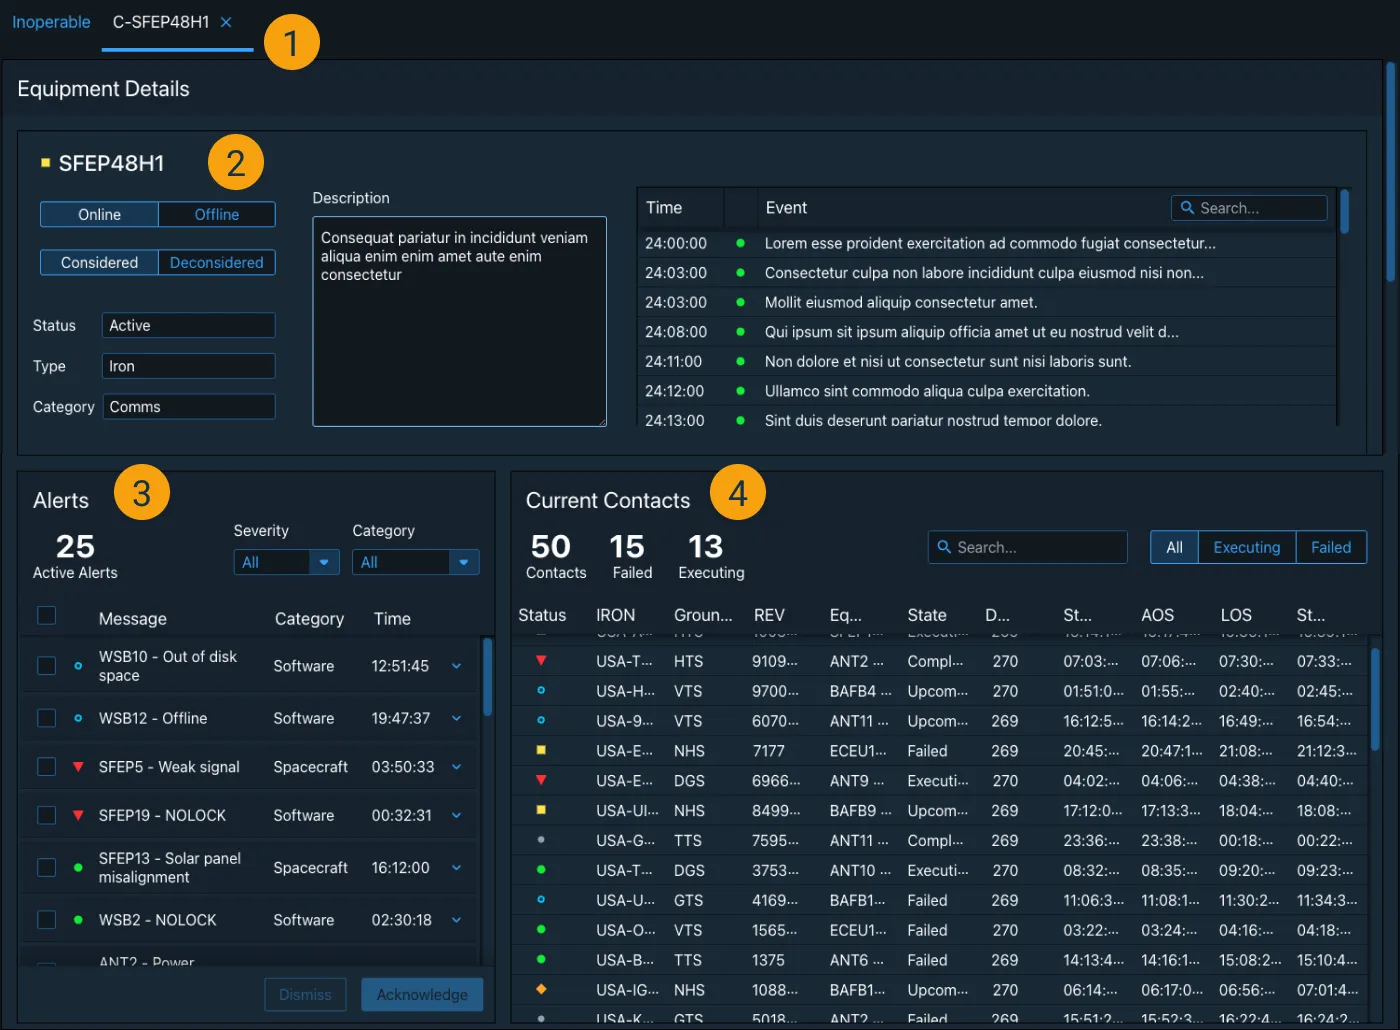 Inoperable C-SFEP48H1
1
Equipment Details
SFEP48H1
2
Online Offline
Considered Deconsidered
Status Active
Type Iron
Category Comms
Description
Consequat pariatur in incididunt veniam
aliqua enim enim amet aute enim
consectetur
Time Event Search...
24:00:00 Lorem esse proident exercitation ad commodo fugiat consectetur...
24:03:00 Consectetur culpa non labore incididunt culpa eiusmod nisi non...
24:03:00 Mollit eiusmod aliquip consectetur amet.
24:08:00 Qui ipsum sit ipsum aliquip officia amet ut eu nostrud velit d...
24:11:00 Non dolore et nisi ut consectetur sunt nisi laboris sunt.
24:12:00 Ullamco sint commodo aliqua culpa exercitation.
24:13:00 Sint duis deserunt pariatur nostrud tempor dolore.
Alerts
3
25
Active Alerts
Severity Category
All All
Message Category Time
WSB10 - Out of disk
space
Software 12:51:45
WSB12 - Offline Software 19:47:37
SFEP5 - Weak signal Spacecraft 03:50:33
SFEP19 - NOLOCK Software 00:32:31
SFEP13 - Solar panel
misalignment
Spacecraft 16:12:00
WSB2 - NOLOCK Software 02:30:18
ANT2 - Power
Dismiss Acknowledge
Current Contacts
4
50 15 13
Contacts Failed Executing
Search... All Executing Failed
Status IRON Groun... REV Eq... State D... St... AOS LOS St...
USA-T... HTS 9109... ANT2 ... Compl... 270 07:03:... 07:06:... 07:30:... 07:33:...
USA-H... VTS 9700... BAFB4 ... Upcom... 270 01:51:0... 01:55:... 02:40:... 02:45:...
USA-9... VTS 6070... ANT11 ... Upcom... 269 16:12:5... 16:14:2... 16:49:... 16:54:...
USA-E... NHS 7177 ECEU1... Failed 269 20:45:... 20:47:1... 21:08:... 21:12:3...
USA-E... DGS 6966... ANT9 ... Executi... 270 04:02:... 04:06:... 04:38:... 04:40:...
USA-UI... NHS 8499... BAFB9 ... Upcom... 269 17:12:0... 17:13:3... 18:04:... 18:08:...
USA-G... TTS 7595... ANT11 ... Compl... 269 23:36:... 23:38:... 00:18:... 00:22:...
USA-T... DGS 3753... ANT10 ... Executi... 270 08:32:... 08:35:... 09:20:... 09:23:...
USA-U... GTS 4169... BAFB1... Failed 269 11:06:3... 11:08:1... 11:30:2... 11:34:3...
USA-O... VTS 1565... ECEU1... Failed 270 03:22:... 03:24:... 04:16:... 04:18:...
USA-B... TTS 1375 ANT6 ... Failed 269 14:13:4... 14:16:1... 15:08:2... 15:10:4...
USA-IG... NHS 1088... BAFB1... Upcom... 270 06:14:... 06:17:0... 06:56:... 07:01:4...
USA-K... GTS 5018... ANT2 ... Failed 269 15:51:2... 15:52:3... 16:22:4... 16:24:2...